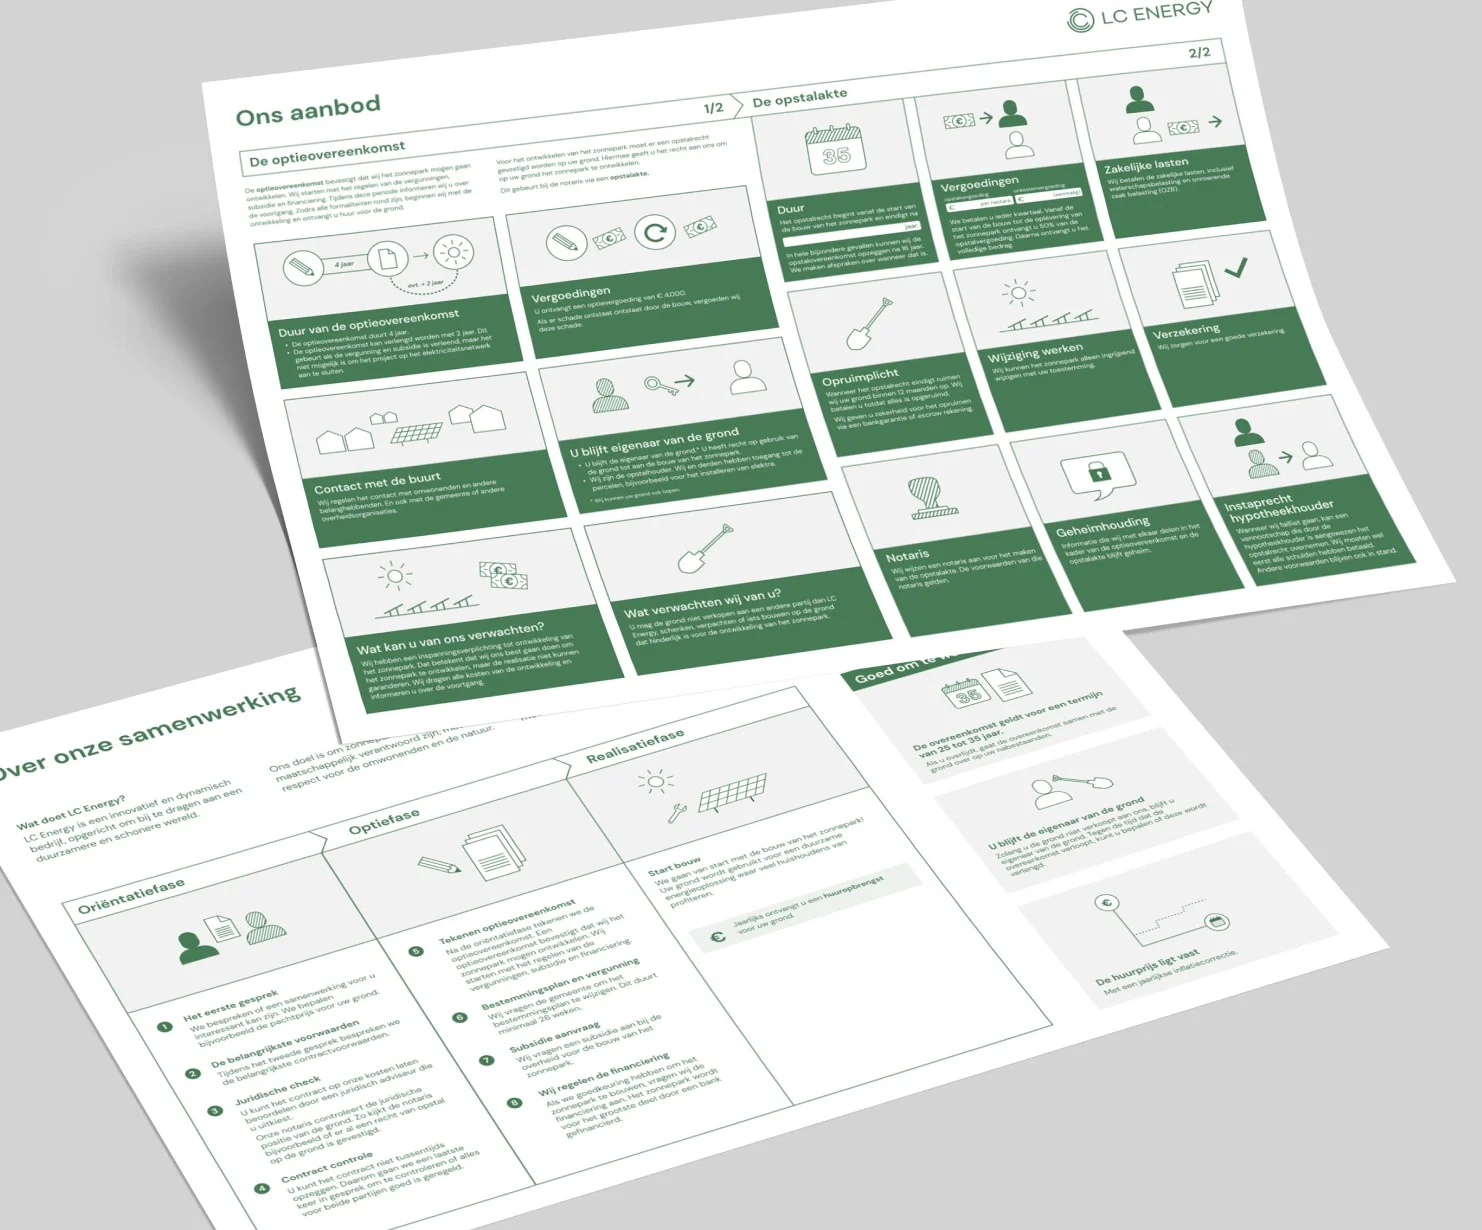 LC ENERGY
Ons aanbod
De optieovereenkomst
1/2
De opstalakte
2/2
De optieovereenkomst bevestigt dat wij het zonnepark mogen gaan
ontwikkelen. Wij starten met het regelen van de vergunningen,
subsidie en financiering. Tijdens deze periode informeren wij u over
de voortgang. Zodra alle formaliteiten rond zijn, beginnen wij met de
ontwikkeling en ontvangt u huur voor de grond.
Voor het ontwikkelen van het zonnepark moet er een opstalrecht
gevestigd worden op uw grond. Hiermee geeft u het recht aan ons om
op uw grond het zonnepark te ontwikkelen.
Dit gebeurt bij de notaris via een opstalakte.
4 jaar
evt. + 2 jaar
Duur van de optieovereenkomst
• De optieovereenkomst duurt 4 jaar.
• De optieovereenkomst kan verlengd worden met 2 jaar. Dit
gebeurt als de vergunning en subsidie is verleend, maar het
niet mogelijk is om het project op het elektriciteitsnetwerk
aan te sluiten.
Vergoedingen
U ontvangt een optievergoeding van € 4.000.
Als er schade ontstaat ontstaat door de bouw, vergoeden wij
deze schade.
Contact met de buurt
Wij regelen het contact met omwonenden en andere
belanghebbenden. En ook met de gemeente of andere
overheidsorganisaties.
U blijft eigenaar van de grond
• U blijft de eigenaar van de grond.* U heeft recht op gebruik van
de grond tot aan de bouw van het zonnepark.
• Wij zijn de opstalhouder. Wij en derden hebben toegang tot de
percelen, bijvoorbeeld voor het installeren van elektra.
* Wij kunnen uw grond ook kopen
Wat kan u van ons verwachten?
Wij hebben een inspanningsverplichting tot ontwikkeling van
het zonnepark. Dat betekent dat wij ons best gaan doen om
het zonnepark te ontwikkelen, maar de realisatie niet kunnen
garanderen. Wij dragen alle kosten van de ontwikkeling en
informeren u over de voortgang.
Wat verwachten wij van u?
U mag de grond niet verkopen aan een andere partij dan LC
Energy, schenken, verpachten of iets bouwen op de grond
dat hinderlijk is voor de ontwikkeling van het zonnepark.
35
Duur
Het opstalrecht begint vanaf de start van
de bouw van het zonnepark en eindigt na
jaar.
In hele bijzondere gevallen kunnen wij de
opstalovereenkomst opzeggen na 16 jaar.
We maken afspraken over wanneer dat is.
Vergoedingen
opstalvergoeding
€ per hectare
€ (eenmalig)
We betalen u ieder kwartaal. Vanaf de
start van de bouw tot de oplevering van
het zonnepark ontvangt u 50% van de
opstalvergoeding. Daarna ontvangt u het
volledige bedrag.
Zakelijke lasten
Wij betalen de zakelijke lasten, inclusief
waterschapsbelasting en onroerende
zaak belasting (OZB).
Opruimplicht
Wanneer het opstalrecht eindigt ruimen
wij uw grond binnen 12 maanden op. Wij
betalen u totdat alles is opgeruimd.
Wij geven u zekerheid voor het opruimen
via een bankgarantie of escrow rekening.
Wijziging werken
Wij kunnen het zonnepark alleen ingrijpend
wijzigen met uw toestemming.
Verzekering
Wij zorgen voor een goede verzekering.
Notaris
Wij wijzen een notaris aan voor het maken
van de opstalakte. De voorwaarden van die
notaris gelden.
Geheimhouding
Informatie die wij met elkaar delen in het
kader van de optieovereenkomst en de
opstalakte blijft geheim.
Instaprecht
hypotheekhouder
Wanneer wij failliet gaan, kan een
vennootschap die door de
hypotheekhouder is aangewezen het
opstalrecht overnemen. Wij moeten wel
eerst alle schulden hebben betaald.
Andere voorwaarden blijven ook in stand.
Over onze samenwerking
Wat doet LC Energy?
LC Energy is een innovatief en dynamisch
bedrijf, opgericht om bij te dragen aan een
duurzamere en schonere wereld.
Ons doel is om
maatschappelijk verantwoord zijn,
respect voor de omwonenden en de natuur.
Oriëntatiefase
Optiefase
Realisatiefase
1 Het eerste gesprek
We bespreken of een samenwerking voor u
interessant kan zijn. We bepalen
bijvoorbeeld de pachtprijs voor uw grond.
2 De belangrijkste voorwaarden
Tijdens het tweede gesprek bespreken we
de belangrijkste contractvoorwaarden.
3 Juridische check
U kunt het contract op onze kosten laten
beoordelen door een juridisch adviseur die
u uitkiest.
Onze notaris controleert de juridische
positie van de grond. Zo kijkt de notaris
bijvoorbeeld of er al een recht van opstal
op de grond is gevestigd.
4 Contract controle
U kunt het contract niet tussentijds
opzeggen. Daarom gaan we een laatste
keer in gesprek om te controleren of alles
voor beide partijen goed is geregeld.
5 Tekenen optieovereenkomst
Na de oriëntatiefase tekenen we de
optieovereenkomst. Een
optieovereenkomst bevestigt dat wij het
zonnepark mogen ontwikkelen. Wij
starten met het regelen van de
vergunningen, subsidie en financiering.
6 Bestemmingsplan en vergunning
Wij vragen de gemeente om het
bestemmingsplan te wijzigen. Dit duurt
minimaal 26 weken.
7 Subsidie aanvraag
Wij vragen een subsidie aan bij de
overheid voor de bouw van het
zonnepark.
8 Wij regelen de financiering
Als we goedkeuring hebben om het
zonnepark te bouwen, vragen wij de
financiering aan. Het zonnepark wordt
voor het grootste deel door een bank
gefinancierd.
Start bouw
We gaan van start met de bouw van het zonnepark!
Uw grond wordt gebruikt voor een duurzame
energieoplossing waar veel huishoudens van
profiteren.
€ Jaarlijks ontvangt u een huuropbrengst
voor uw grond.
Goed om te
35
De overeenkomst geldt voor een termijn
van 25 tot 35 jaar.
Als u overlijdt, gaat de overeenkomst samen met de
grond over op uw nabestaanden.
U blijft de eigenaar van de grond
Zolang u de grond niet verkoopt aan ons, blijft u
eigenaar van de grond. Tegen de tijd dat de
overeenkomst verloopt, kunt u bepalen of deze wordt
verlengd.
€
De huurprijs ligt vast
Met een jaarlijkse inflatiecorrectie.